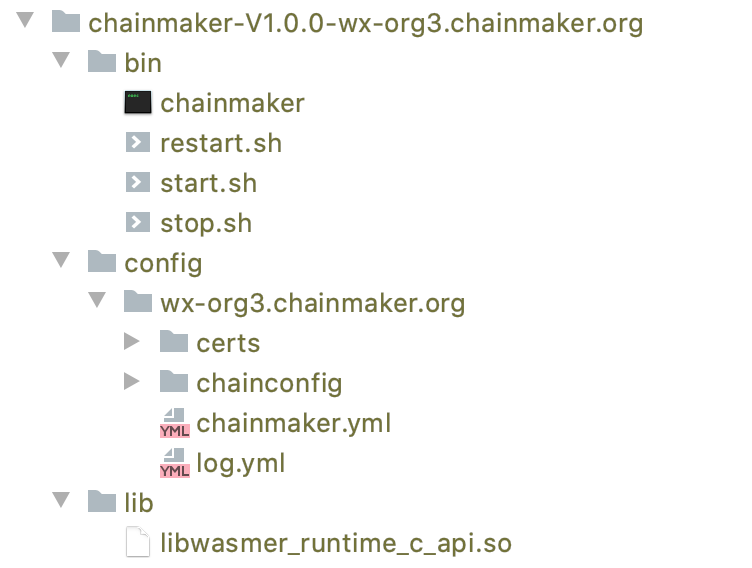 chainmaker-V1.0.0-wx-org3.chainmaker.org
bin
chainmaker
restart.sh
start.sh
stop.sh
config
wx-org3.chainmaker.org
certs
chainconfig
YML chainmaker.yml
YML log.yml
lib
libwasmer_runtime_c_api.so